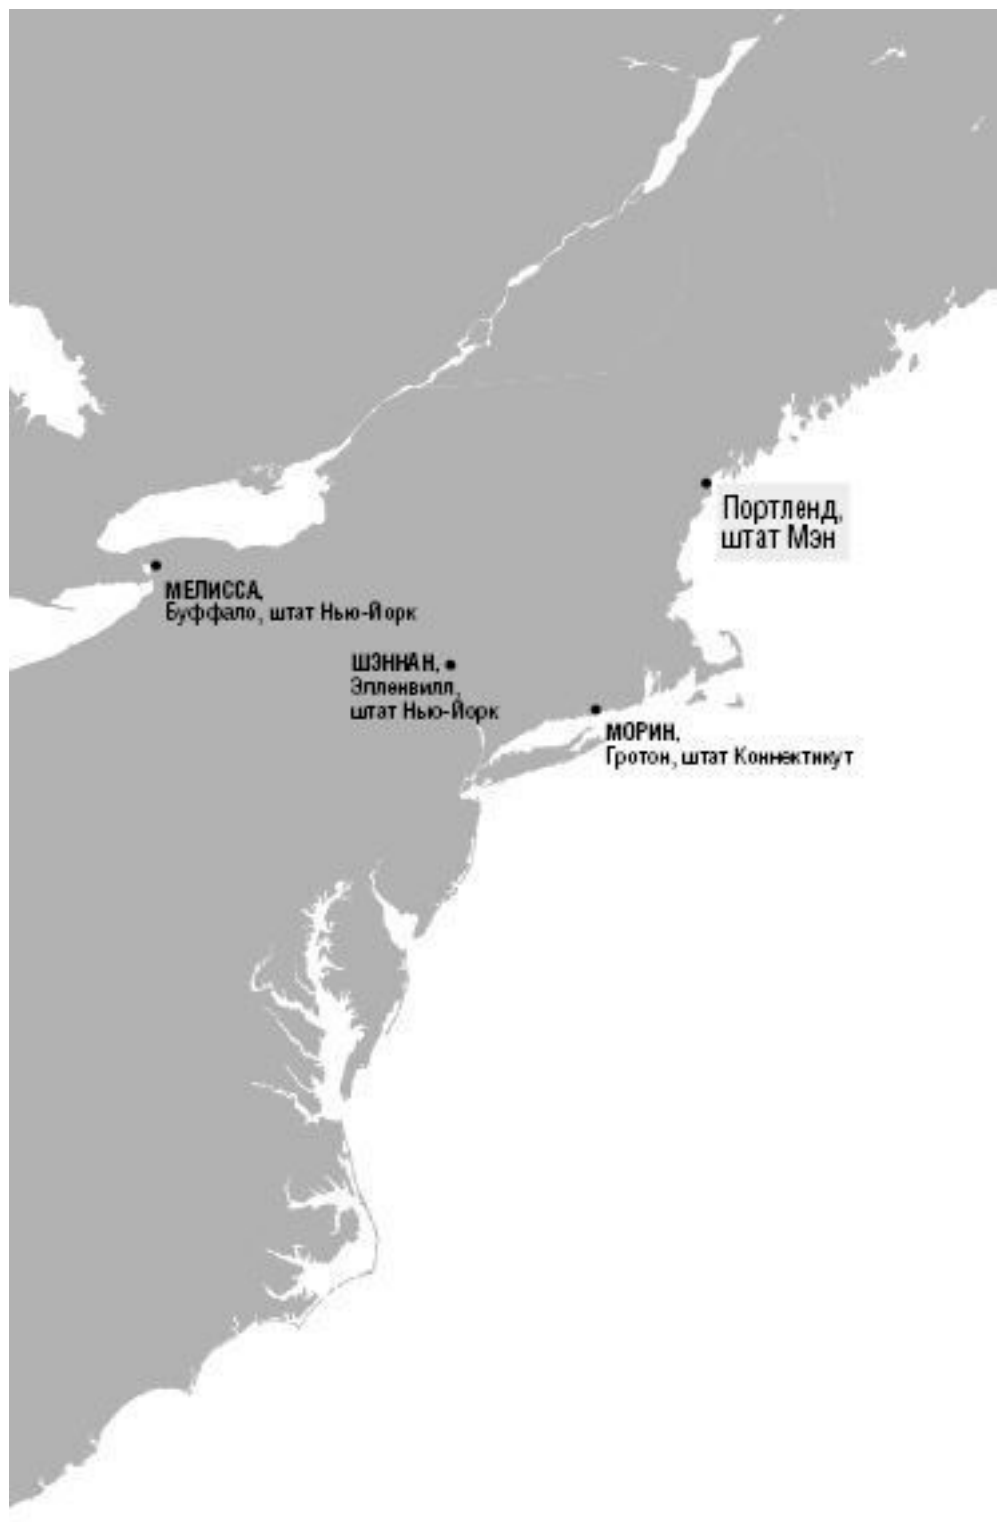 Портленд,
штат Мэн
МЕЛИССА,
Буффало, штат Нью-Йорк
ШЭННАН,
Элленвилл,
штат Нью-Йорк
МОРИН,
Гротон, штат Коннектикут